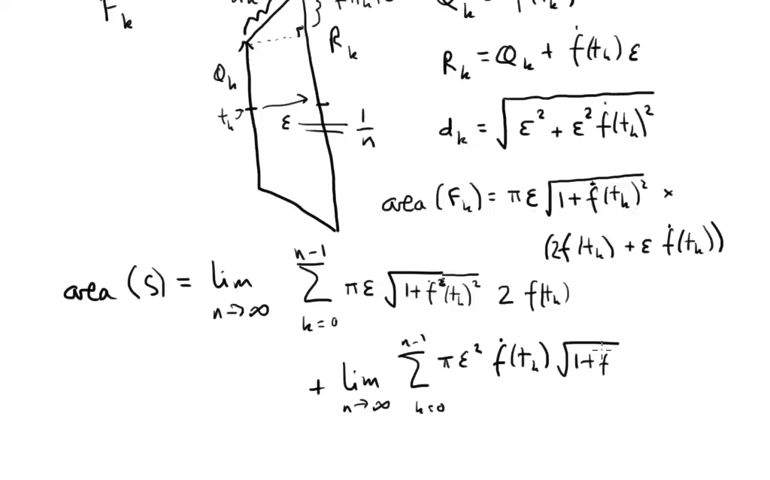 F_k
R_k
Q_k
t_k
ε
1/n
R_k = Q_k + ḟ(t_k) ε
d_k = √(ε² + ε² ḟ(t_k)²)
area (F_k) = π ε √(1 + ḟ(t_k)²) ×
(2f(t_k) + ε ḟ(t_k))
area (S) = lim_{n→∞} Σ_{k=0}^{n-1} π ε √(1 + ḟ²(t_k)²) 2 f(t_k)
+ lim_{n→∞} Σ_{k=0}^{n-1} π ε² ḟ(t_k) √(1 + f